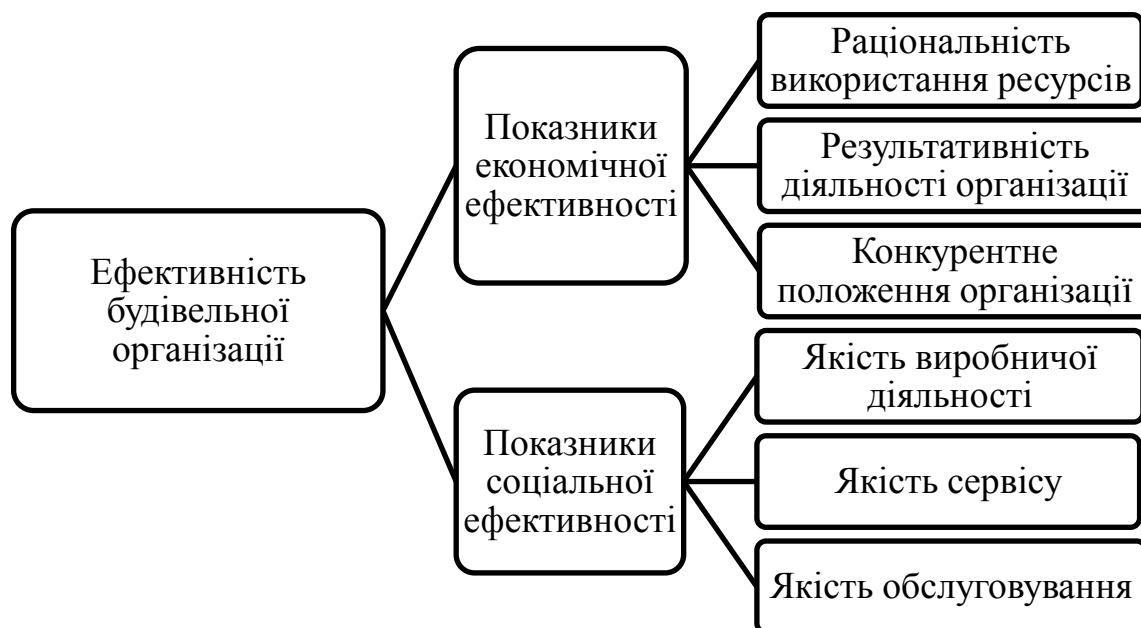 Ефективність
будівельної
організації
Показники
економічної
ефективності
Раціональність
використання ресурсів
Результативність
діяльності організації
Конкурентне
положення організації
Показники
соціальної
ефективності
Якість виробничої
діяльності
Якість сервісу
Якість обслуговування